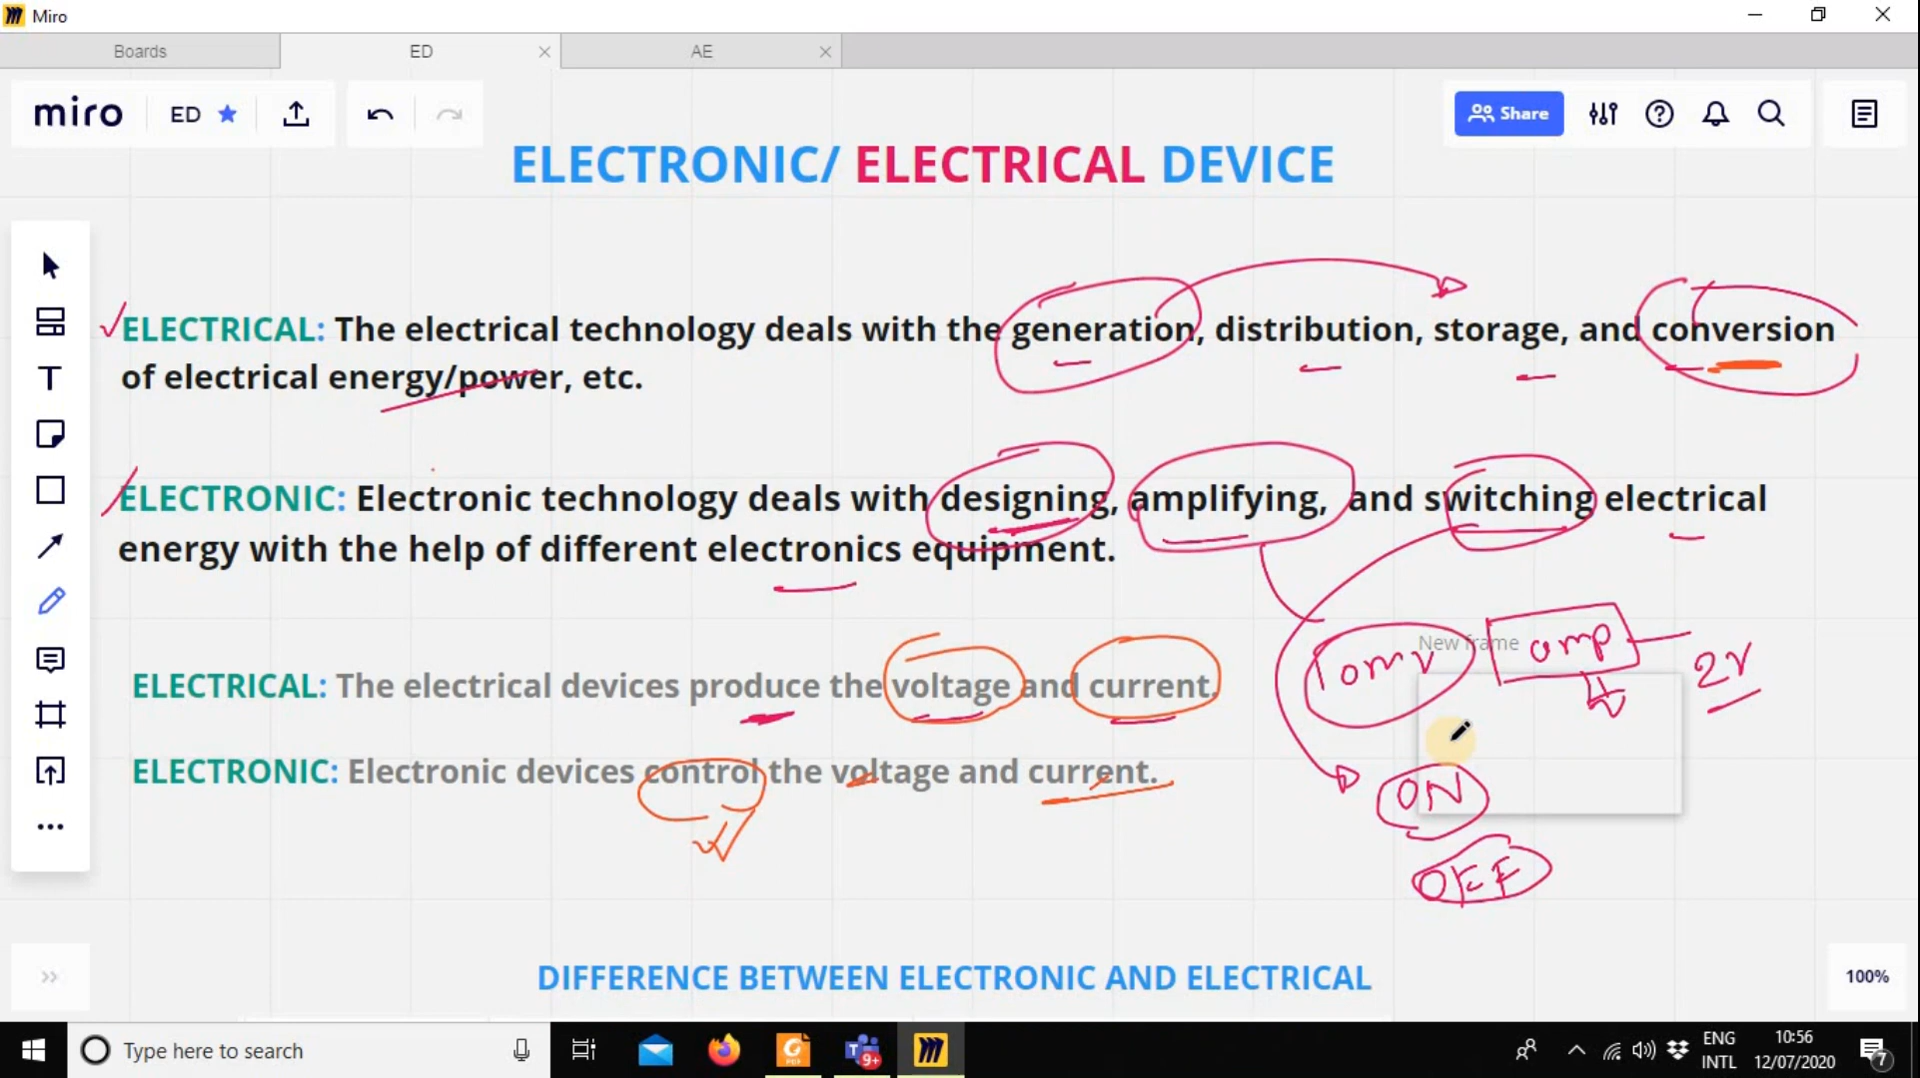 Miro
Boards
ED
AE
miro
ED
Share
ELECTRONIC/ ELECTRICAL DEVICE
ELECTRICAL: The electrical technology deals with the generation, distribution, storage, and conversion
of electrical energy/power, etc.
ELECTRONIC: Electronic technology deals with designing, amplifying, and switching electrical
energy with the help of different electronics equipment.
New frame
10mv
amp
2v
ELECTRICAL: The electrical devices produce the voltage and current.
ELECTRONIC: Electronic devices control the voltage and current.
ON
OFF
DIFFERENCE BETWEEN ELECTRONIC AND ELECTRICAL
100%
Type here to search
9+
ENG
INTL
10:56
12/07/2020
7